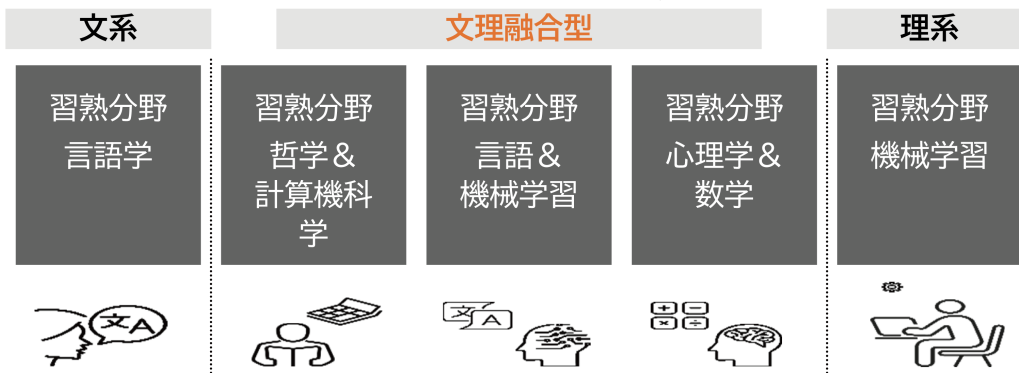 文系
文理融合型
理系
習熟分野
言語学
習熟分野
哲学＆
計算機科
学
習熟分野
言語＆
機械学習
習熟分野
心理学＆
数学
習熟分野
機械学習
文A
文
A
+
−
×
÷